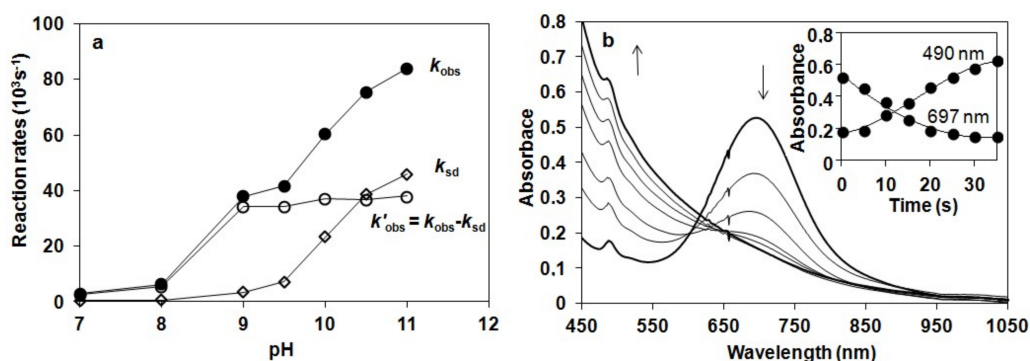 a
Reaction rates (10³s⁻¹)
100
80
60
40
20
0
7 8 9 10 11 12
pH
kobs
ksd
k'obs = kobs-ksd
b
Absorbace
0.8
0.7
0.6
0.5
0.4
0.3
0.2
0.1
0
450 550 650 750 850 950 1050
Wavelength (nm)
Absorbance
0.8
0.6
0.4
0.2
0
490 nm
697 nm
0 10 20 30
Time (s)